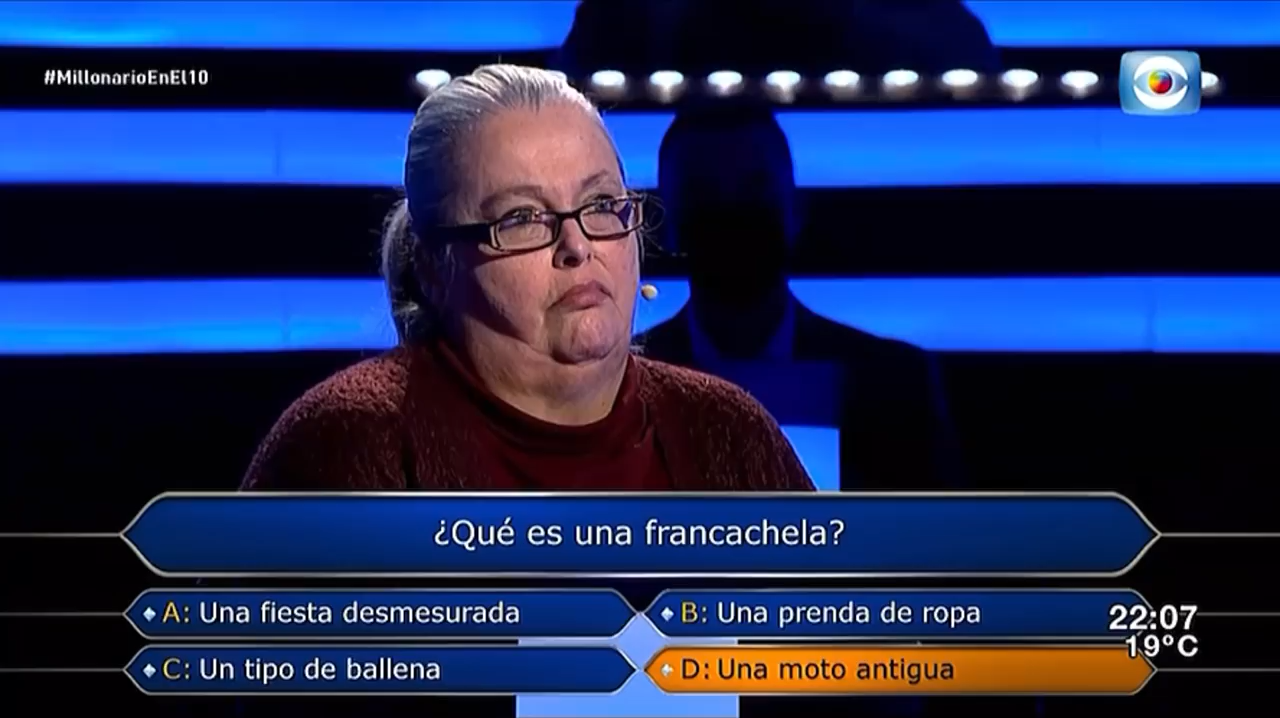 #MillonarioEnEl10
¿Qué es una francachela?
A: Una fiesta desmesurada
B: Una prenda de ropa
22:07
19°C
C: Un tipo de ballena
D: Una moto antigua